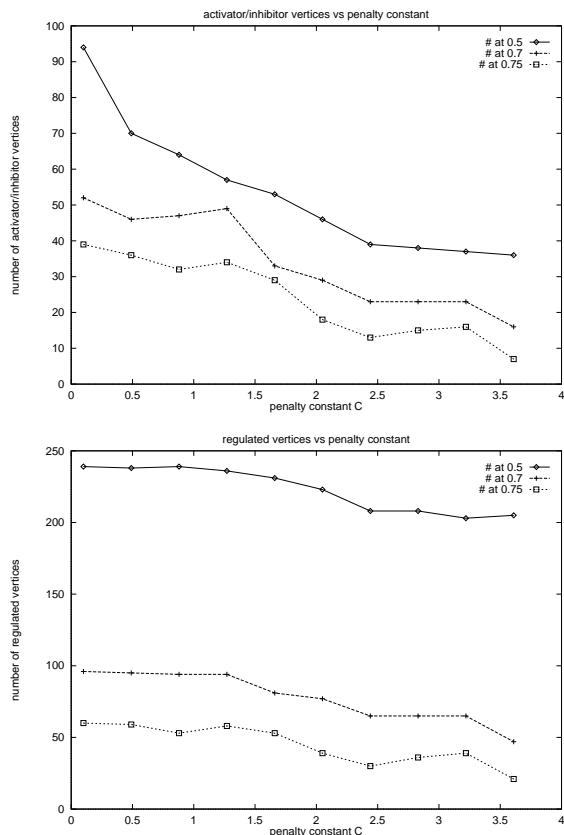 activator/inhibitor vertices vs penalty constant
100
90
80
70
60
50
40
30
20
10
0
number of activator/inhibitor vertices
# at 0.5
# at 0.7
# at 0.75
0 0.5 1 1.5 2 2.5 3 3.5 4
penalty constant C
regulated vertices vs penalty constant
250
200
150
100
50
0
number of regulated vertices
# at 0.5
# at 0.7
# at 0.75
0 0.5 1 1.5 2 2.5 3 3.5 4
penalty constant C